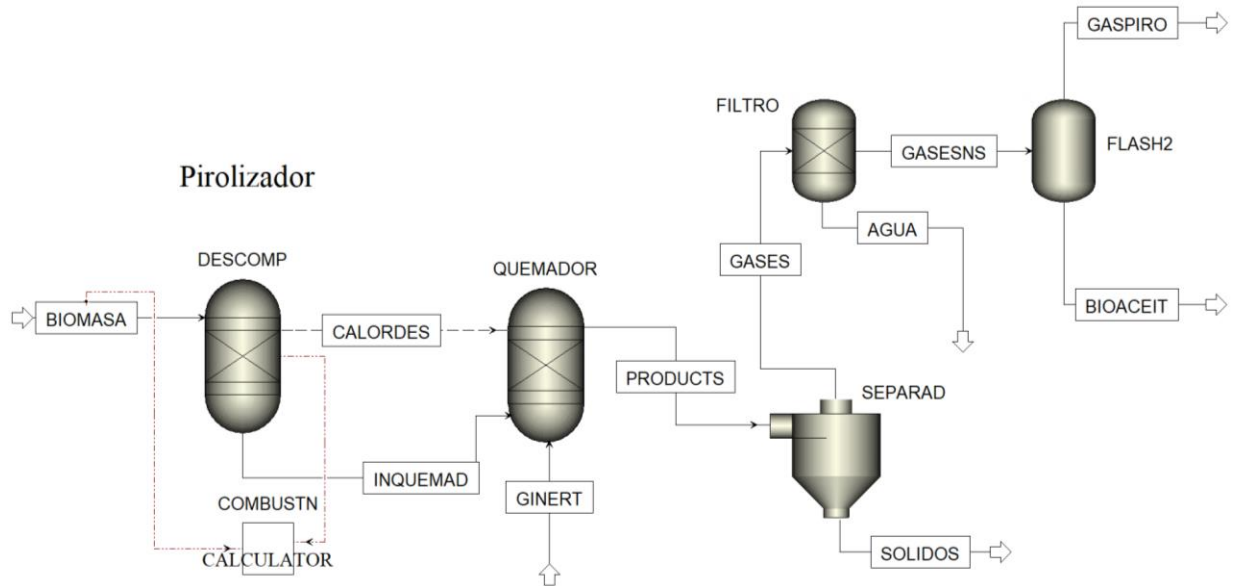 GASPIRO
FILTRO
GASESNS
FLASH2
Pirolizador
AGUA
DESCOMP
QUEMADOR
GASES
BIOMASA
CALORDES
BIOACEIT
PRODUCTS
SEPARAD
INQUEMAD
GINERT
COMBUSTN
CALCULATOR
SOLIDOS